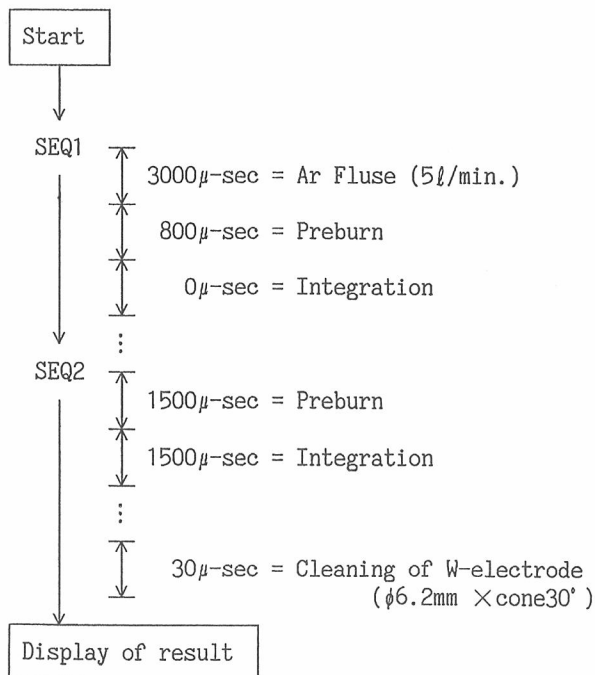 Start
SEQ1
3000μ-sec = Ar Fluse (5ℓ/min.)
800μ-sec = Preburn
0μ-sec = Integration
⋮
SEQ2
1500μ-sec = Preburn
1500μ-sec = Integration
⋮
30μ-sec = Cleaning of W-electrode
(φ6.2mm ×cone30°)
Display of result